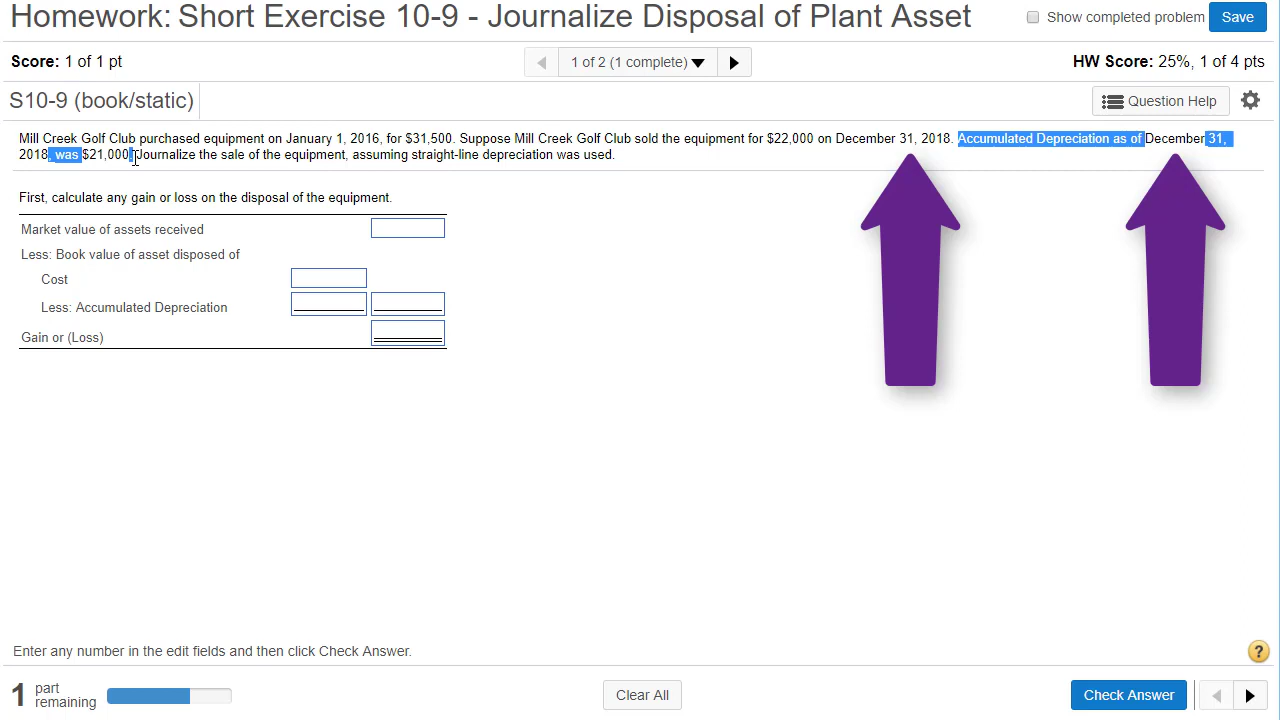 Homework: Short Exercise 10-9 - Journalize Disposal of Plant Asset
Show completed problem
Save
Score: 1 of 1 pt
1 of 2 (1 complete)
HW Score: 25%, 1 of 4 pts
S10-9 (book/static)
Question Help
Mill Creek Golf Club purchased equipment on January 1, 2016, for $31,500. Suppose Mill Creek Golf Club sold the equipment for $22,000 on December 31, 2018. Accumulated Depreciation as of December 31,
2018, was $21,000. Journalize the sale of the equipment, assuming straight-line depreciation was used.
First, calculate any gain or loss on the disposal of the equipment.
Market value of assets received
Less: Book value of asset disposed of
Cost
Less: Accumulated Depreciation
Gain or (Loss)
Enter any number in the edit fields and then click Check Answer.
?
1 part
remaining
Clear All
Check Answer